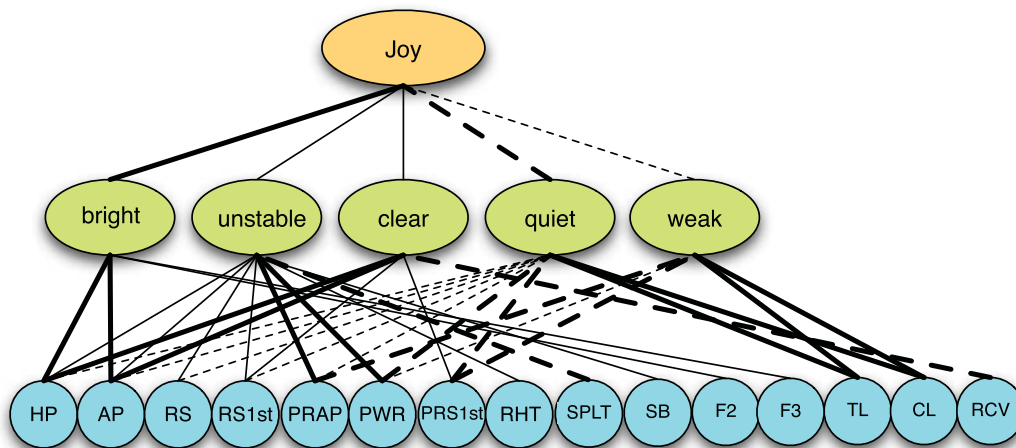 Joy
bright unstable clear quiet weak
HP AP RS RS1st PRAP PWR PRS1st RHT SPLT SB F2 F3 TL CL RCV